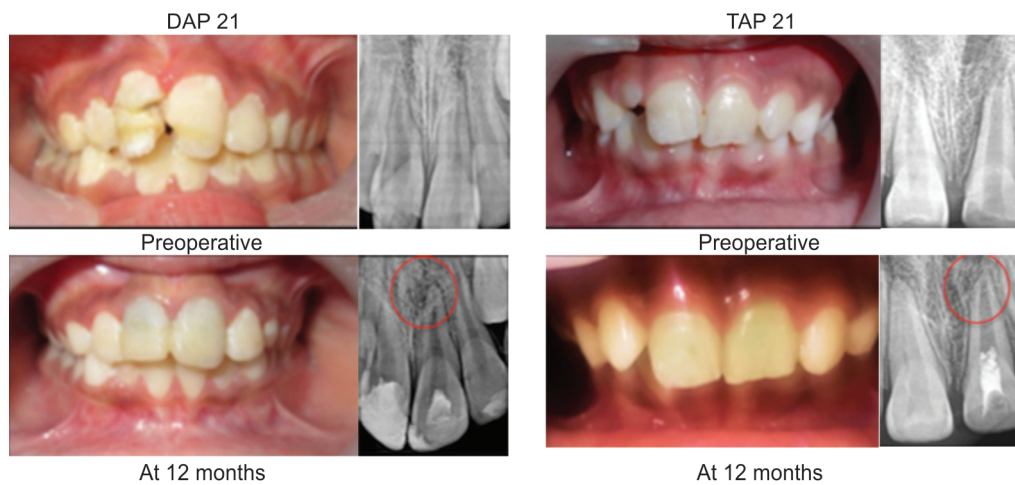 DAP 21
TAP 21
Preoperative
Preoperative
At 12 months
At 12 months